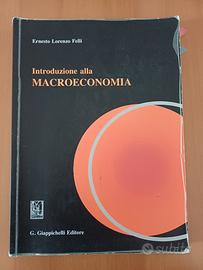 Ernesto Lorenzo Felli
Introduzione alla
MACROECONOMIA
G. Giappichelli Editore
subito